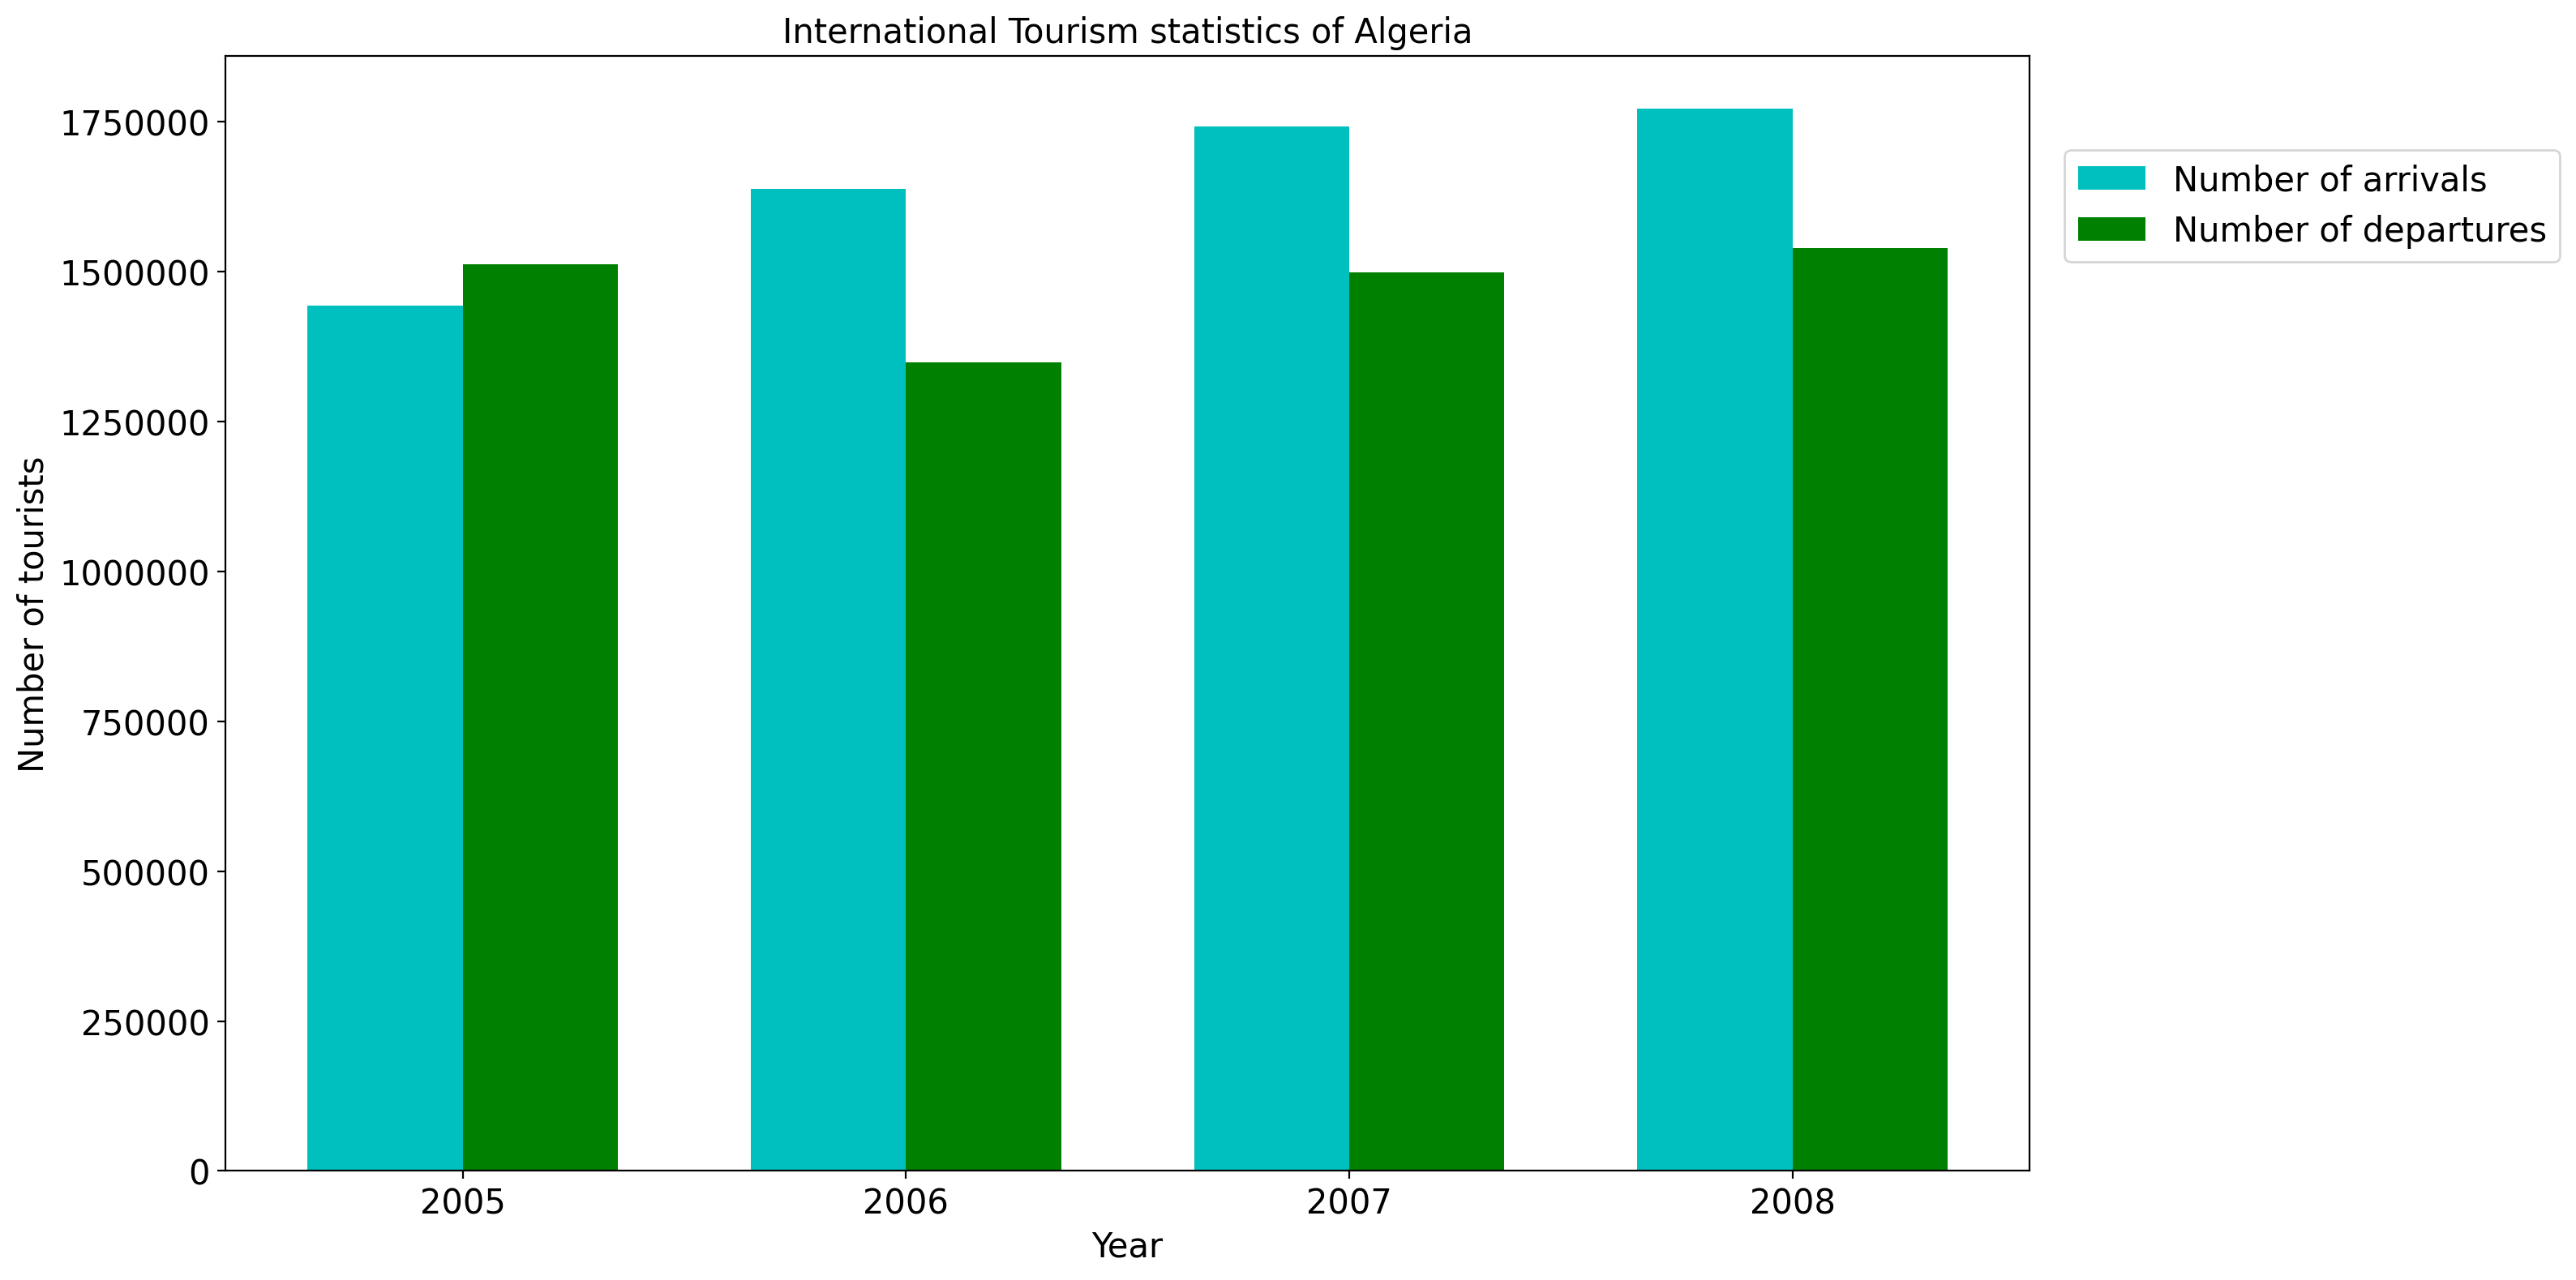 International Tourism statistics of Algeria
1750000
1500000
1250000
1000000
750000
500000
250000
0
Number of tourists
2005
2006
2007
2008
Year
Number of arrivals
Number of departures